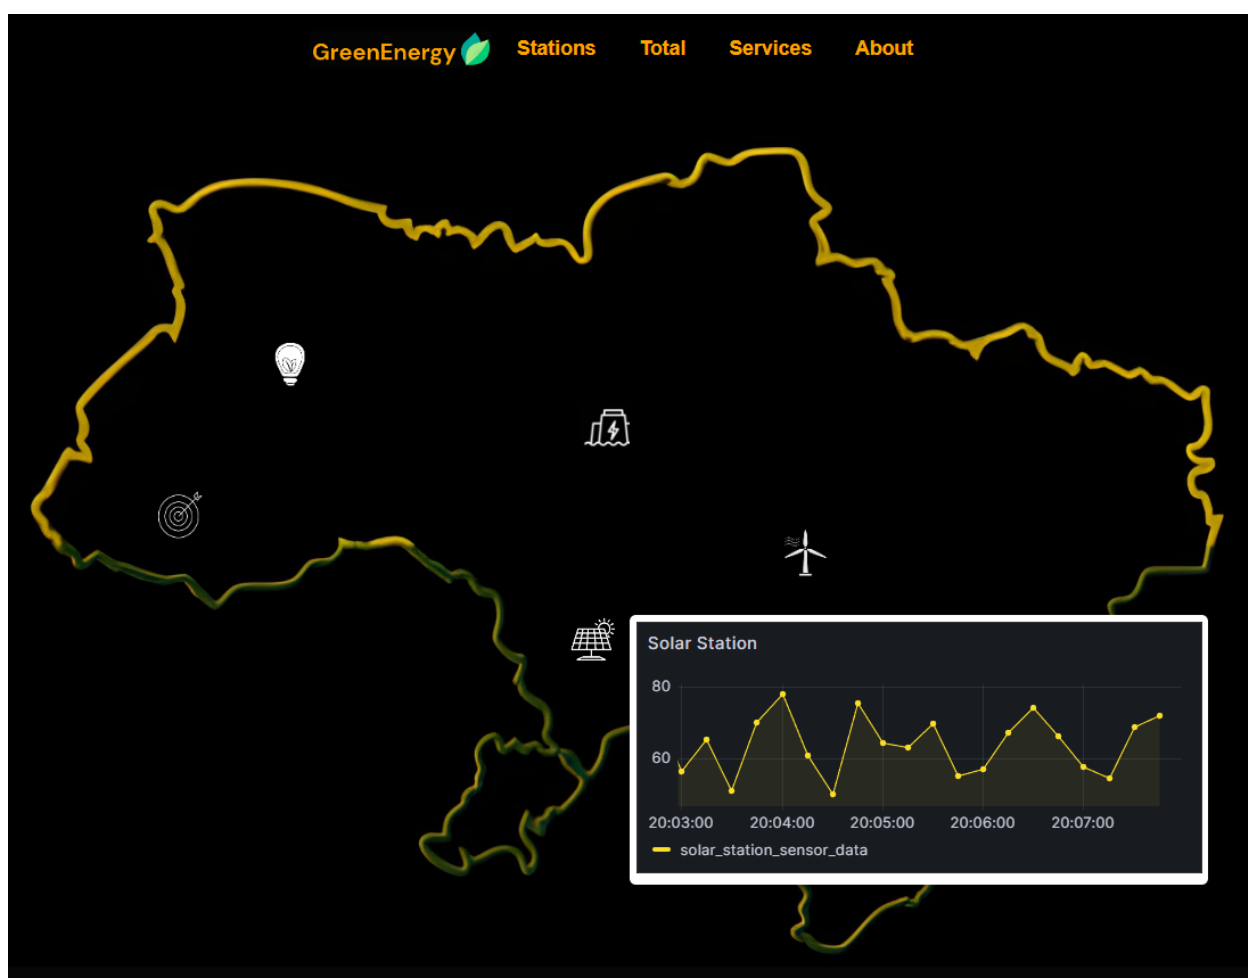 GreenEnergy Stations Total Services About
Solar Station
80
60
20:03:00 20:04:00 20:05:00 20:06:00 20:07:00
solar_station_sensor_data